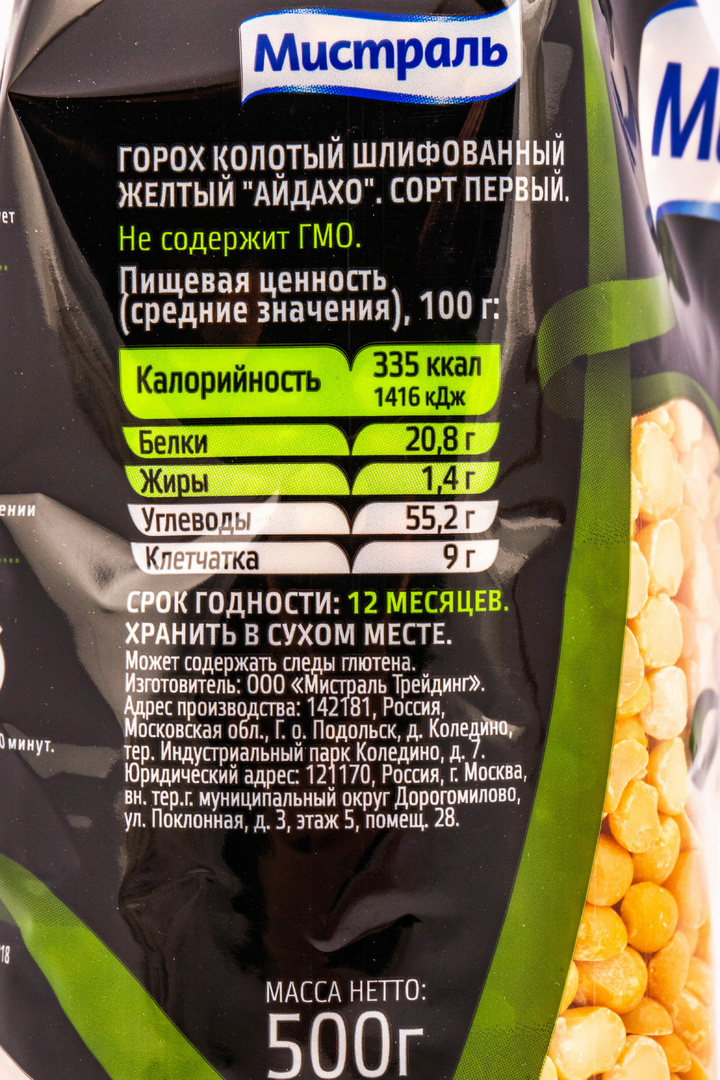 Мистраль
ГОРОХ КОЛОТЫЙ ШЛИФОВАННЫЙ
ЖЕЛТЫЙ "АЙДАХО". СОРТ ПЕРВЫЙ.
Не содержит ГМО.
Пищевая ценность
(средние значения), 100 г:
Калорийность 335 ккал
1416 кДж
Белки 20,8 г
Жиры 1,4 г
Углеводы 55,2 г
Клетчатка 9 г
СРОК ГОДНОСТИ: 12 МЕСЯЦЕВ.
ХРАНИТЬ В СУХОМ МЕСТЕ.
Может содержать следы глютена.
Изготовитель: ООО «Мистраль Трейдинг».
Адрес производства: 142181, Россия,
Московская обл., Г. о. Подольск, д. Коледино,
тер. Индустриальный парк Коледино, д. 7.
Юридический адрес: 121170, Россия, г. Москва,
вн. тер.г. муниципальный округ Дорогомилово,
ул. Поклонная, д. 3, этаж 5, помещ. 28.
МАССА НЕТТО:
500г
минут.